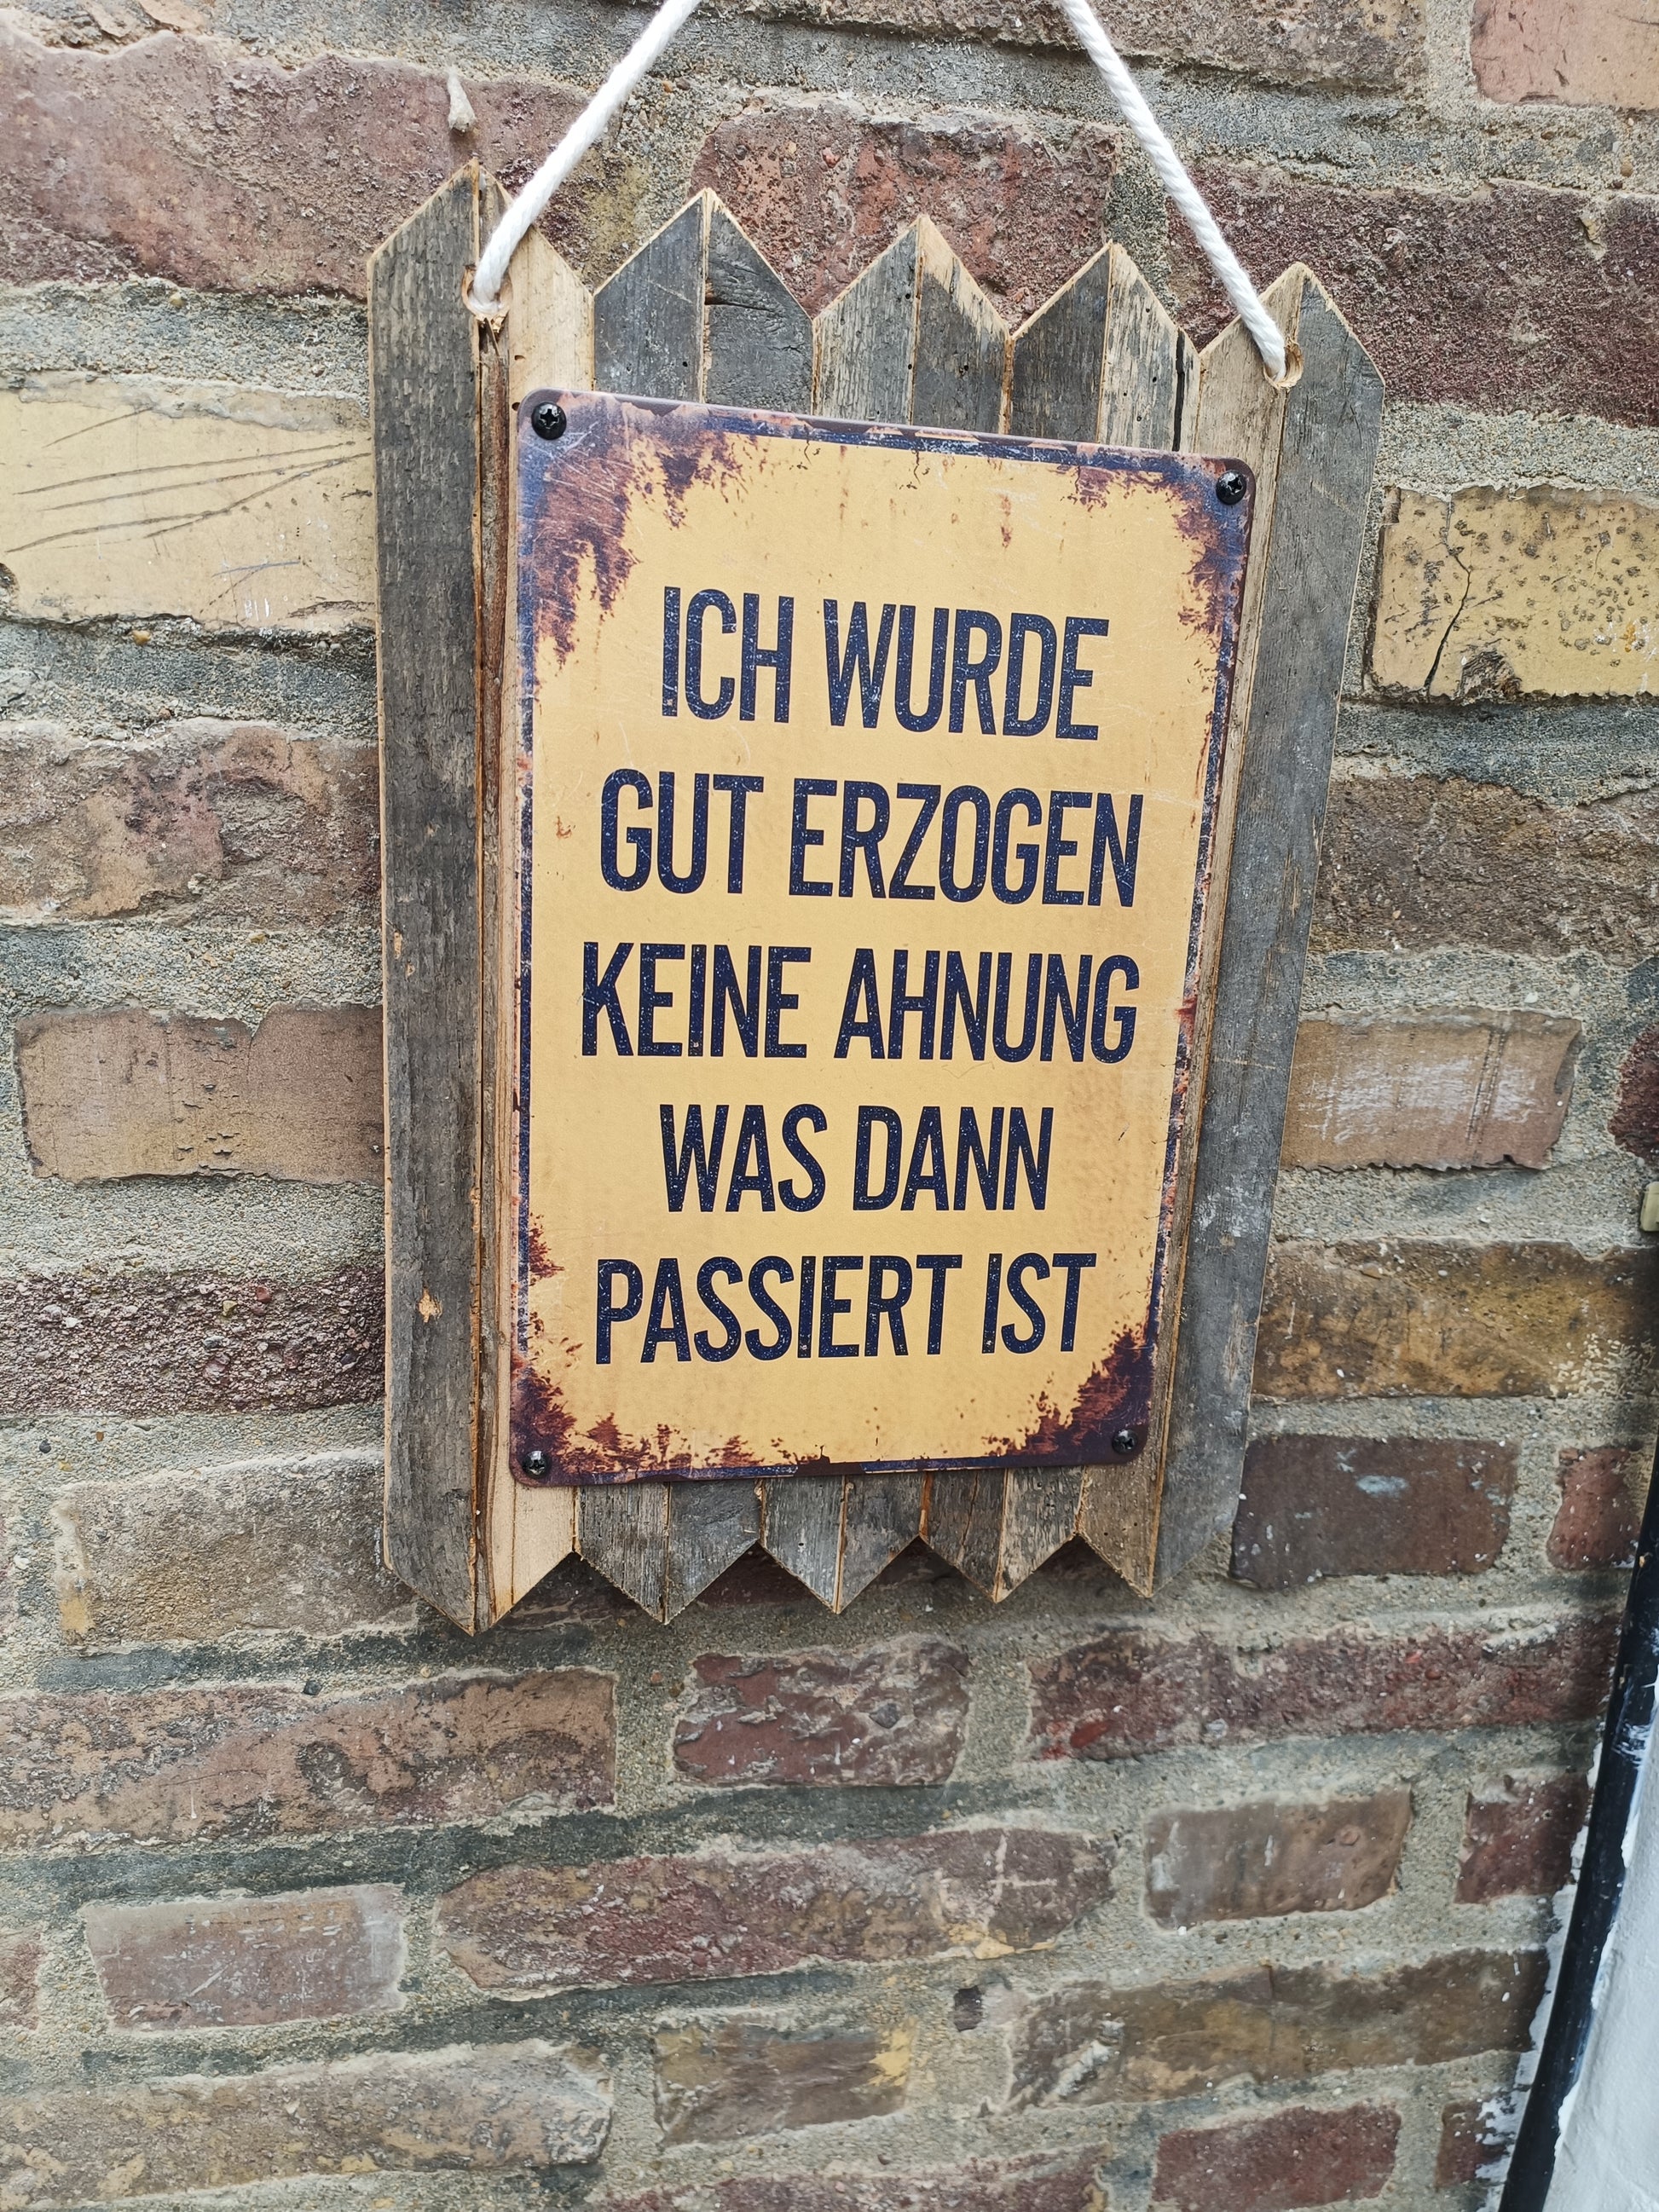 ICH WURDE
GUT ERZOGEN
KEINE AHNUNG
WAS DANN
PASSIERT IST